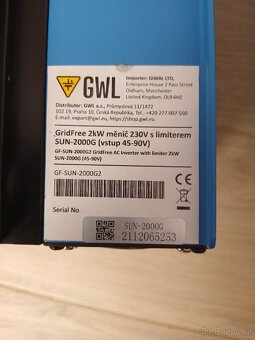 GWL
Importer: GIWAL LTD,
Enterprise House 2 Pass Street
Oldham, Manchester
United Kingdom, OL9 6HZ
Distributor: GWL a.s., Průmyslová 11/1472
102 19, Praha 10, Česká Republika, +420 277 007 550
E-mail: export@gwl.eu, https://shop.gwl.eu
GridFree 2kW měnič 230V s limiterem
SUN-2000G (vstup 45-90V)
GF-SUN-2000G2 GridFree AC Inverter with limiter 2kW
SUN-2000G (45-90V)
GF-SUN-2000G2
CE
Serial No
SUN-2000G
2112065253